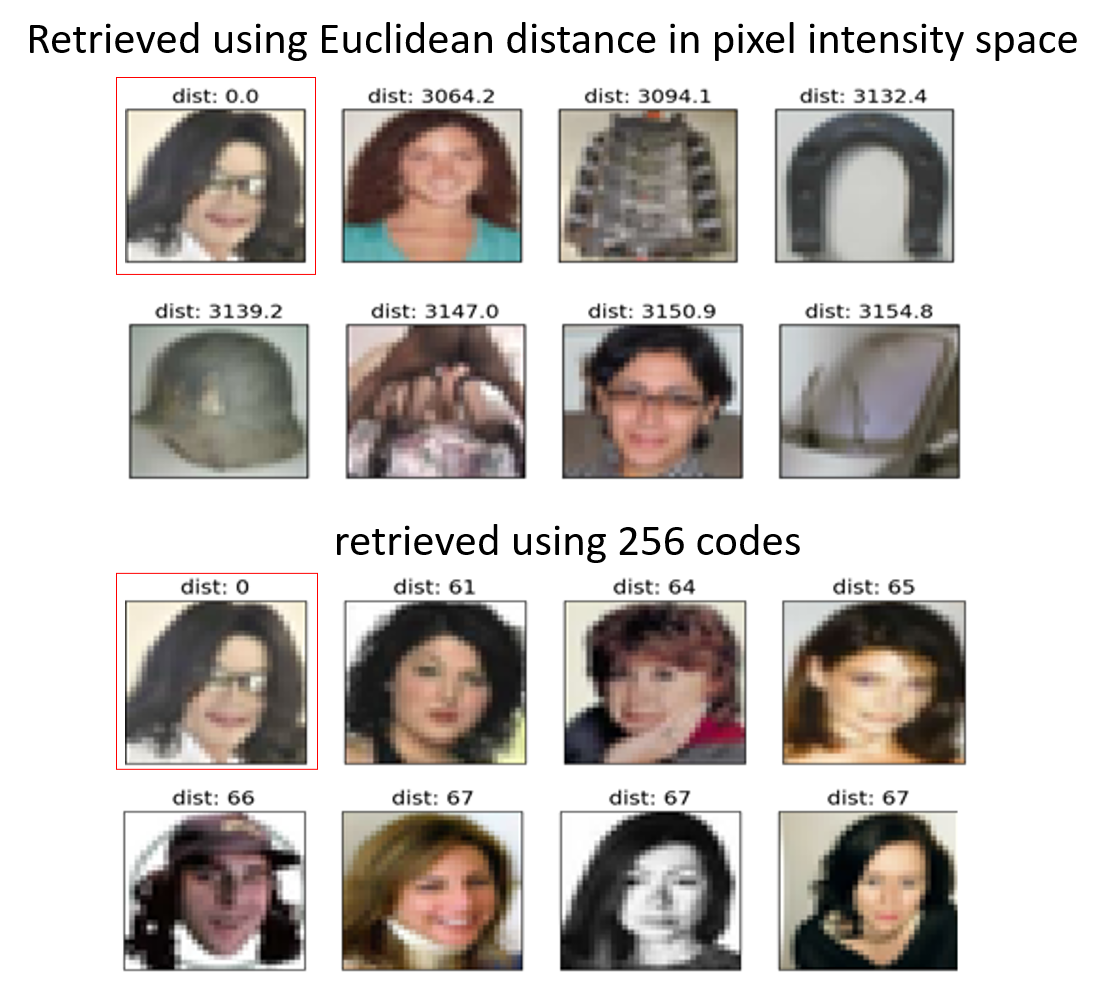 Retrieved using Euclidean distance in pixel intensity space
dist: 0.0
dist: 3064.2
dist: 3094.1
dist: 3132.4
dist: 3139.2
dist: 3147.0
dist: 3150.9
dist: 3154.8
retrieved using 256 codes
dist: 0
dist: 61
dist: 64
dist: 65
dist: 66
dist: 67
dist: 67
dist: 67